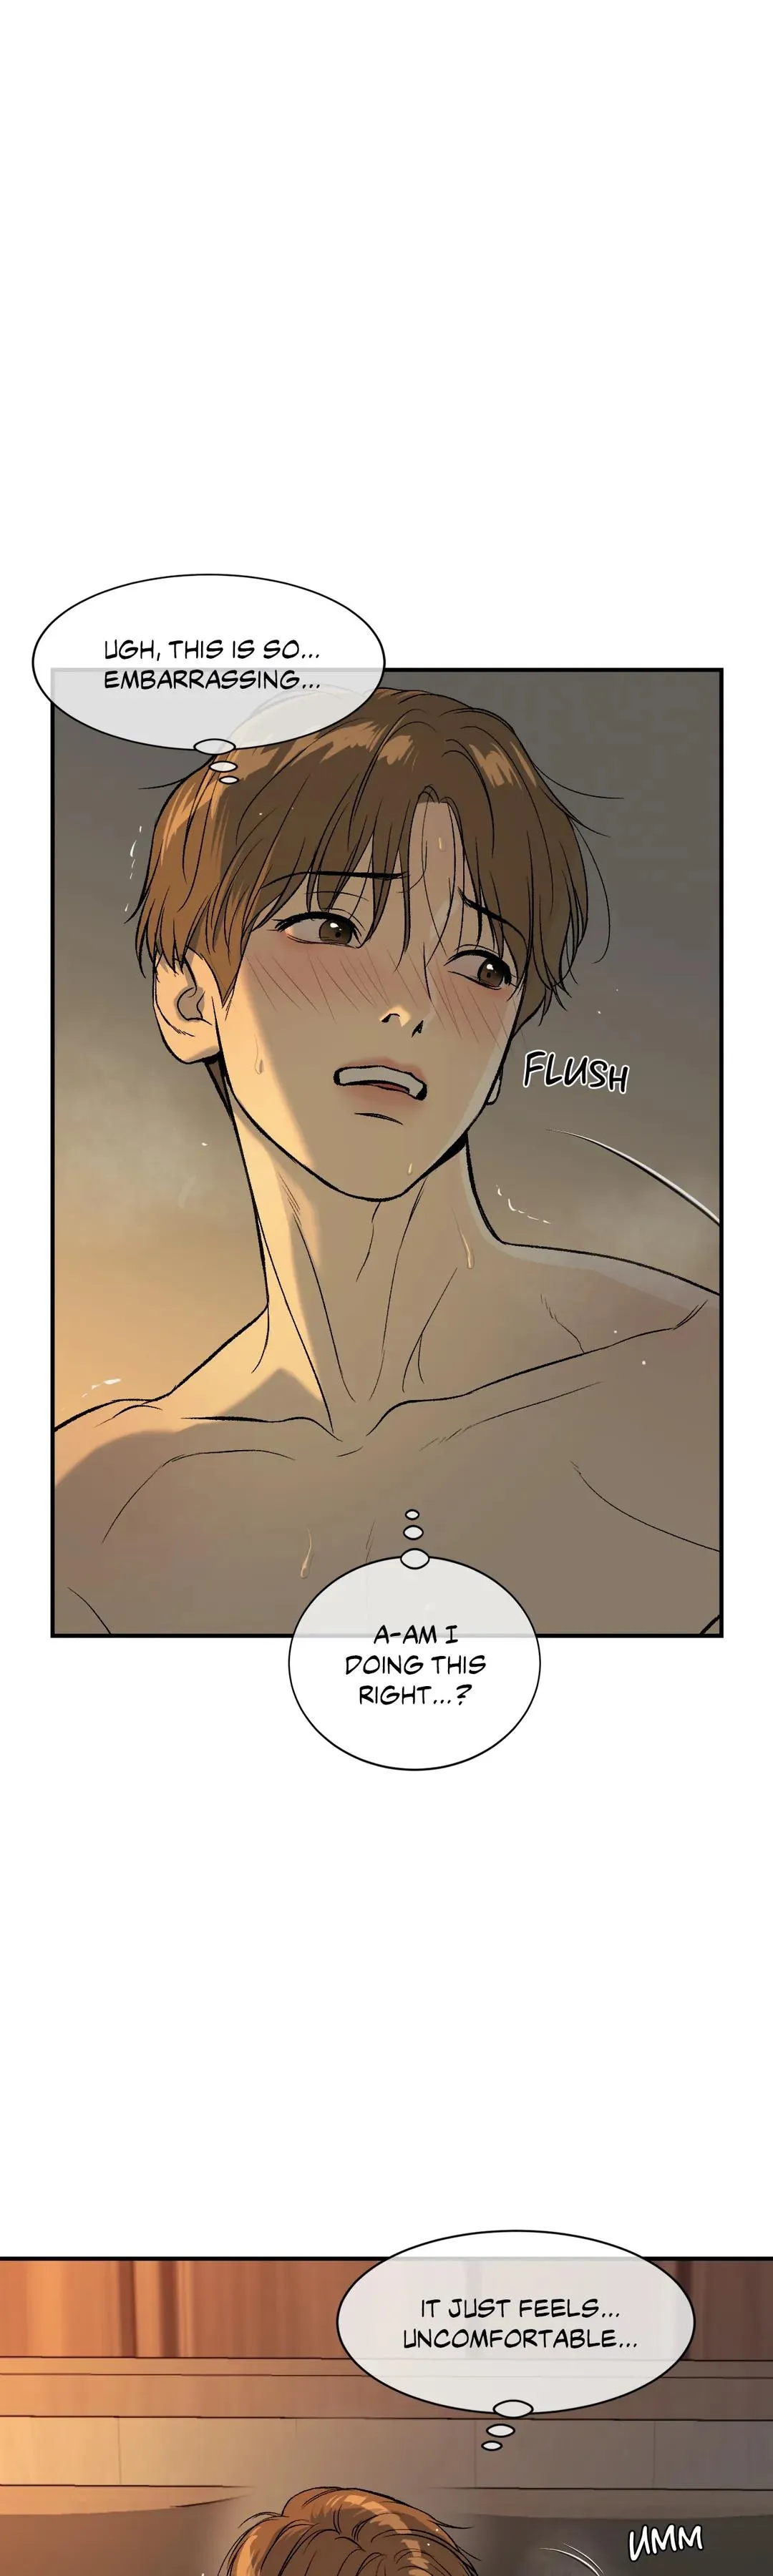 UGH, THIS IS SO...
EMBARRASSING...
FLUSH
A-AM I
DOING THIS
RIGHT...?
IT JUST FEELS...
UNCOMFORTABLE...
UMM